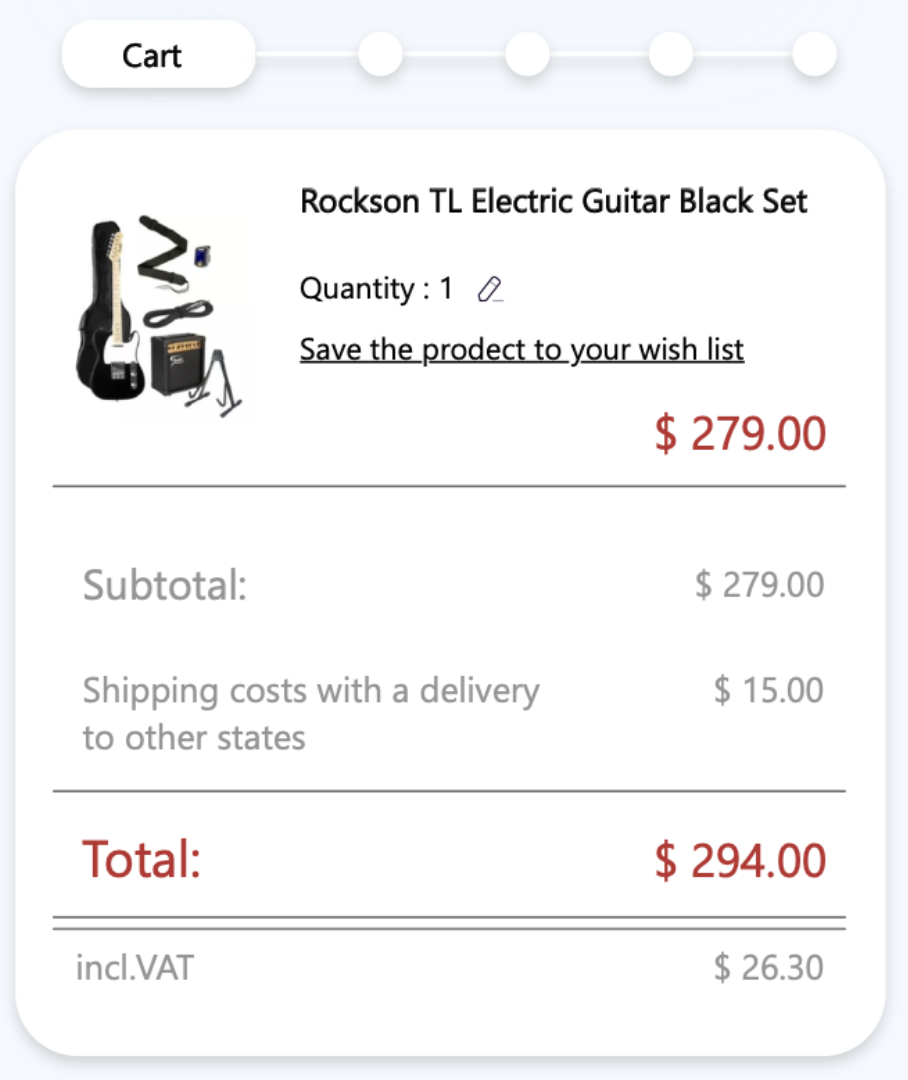 Cart
Rockson TL Electric Guitar Black Set
Quantity : 1
Save the prodect to your wish list
$ 279.00
Subtotal: $ 279.00
Shipping costs with a delivery $ 15.00
to other states
Total: $ 294.00
incl.VAT $ 26.30